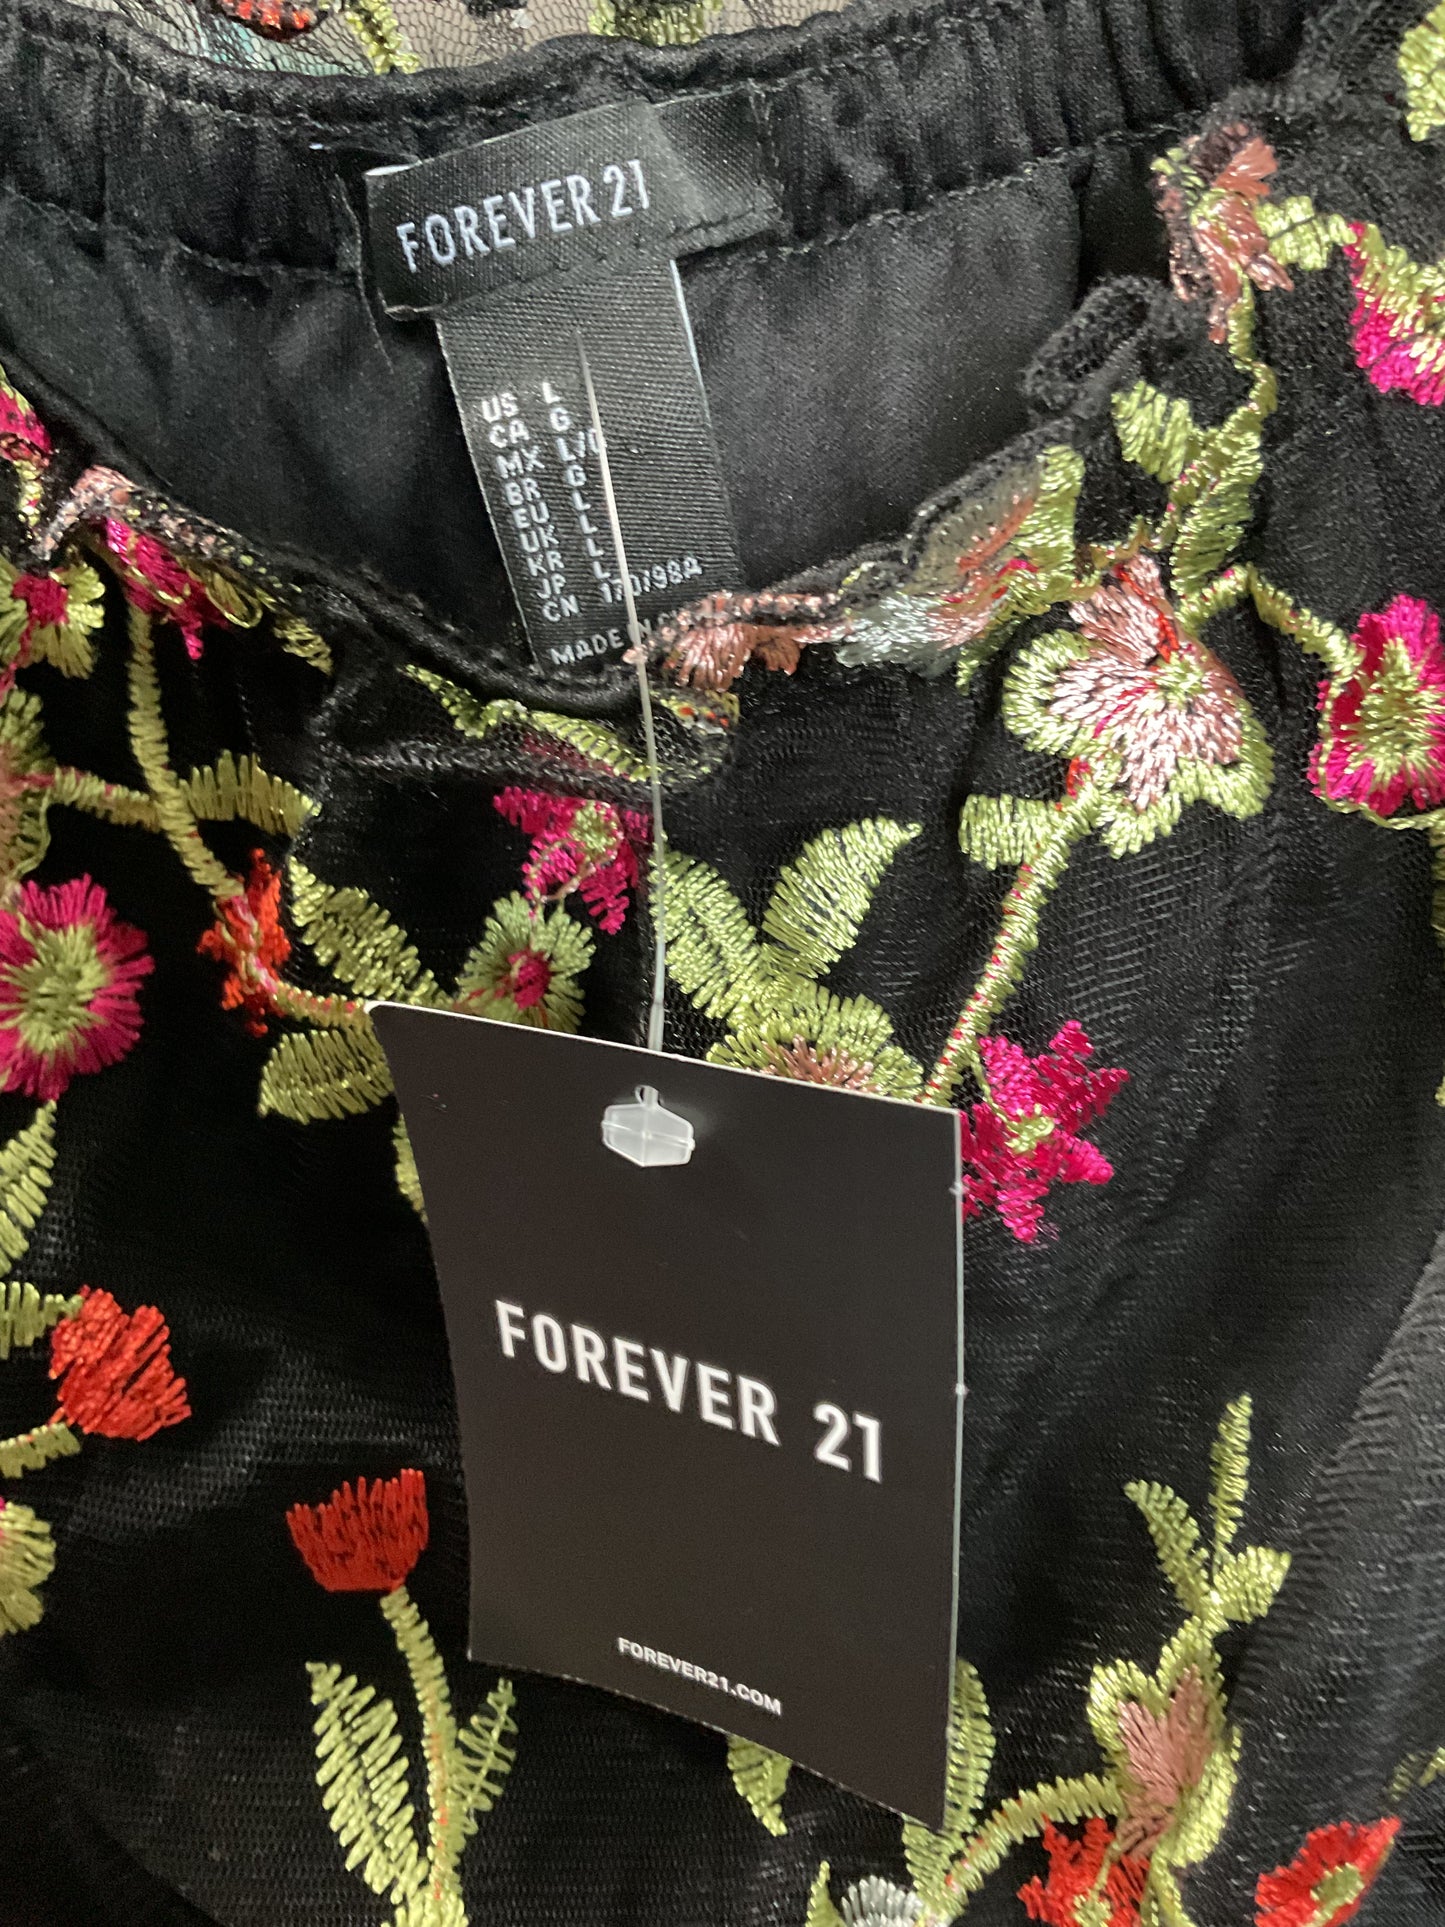 FOREVER 21
US L
CA G
MX L/G
BR G
EU L
UK L
KR L
JP L
CN 170/98A
MADE IN
FOREVER 21
FOREVER21.COM